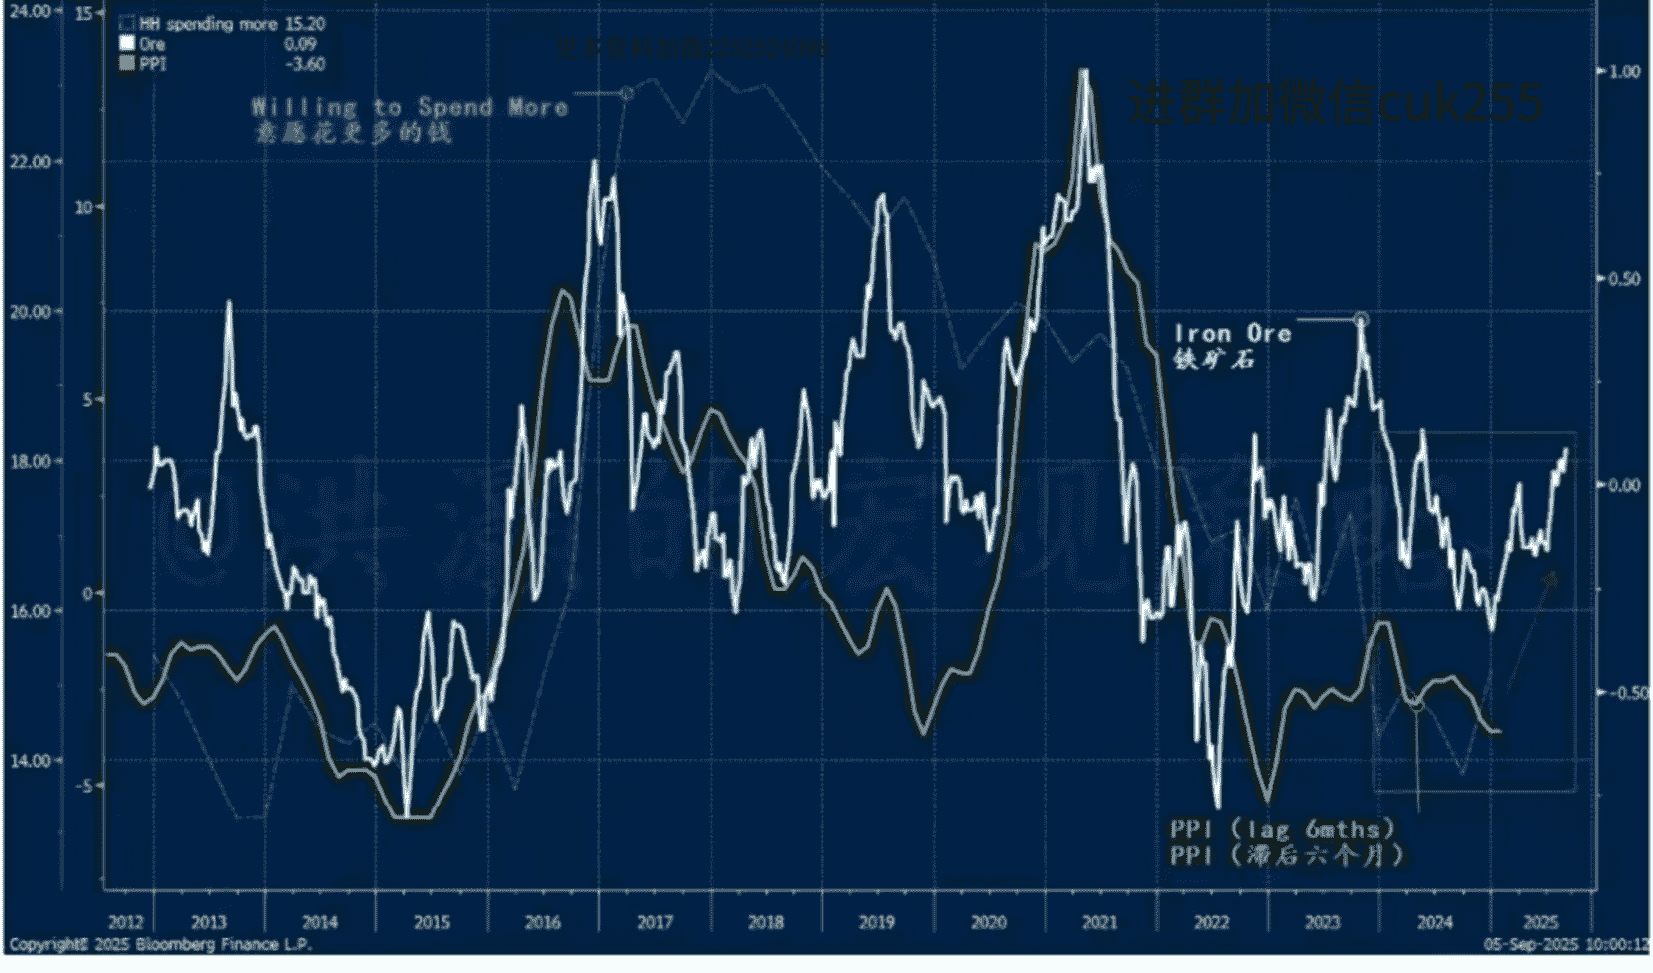 24.00
22.00
20.00
18.00
16.00
14.00
15
10
5
0
-5
HH spending more 15.20
Ore 0.09
PPI -3.60
Willing to Spend More
意愿花更多的钱
进群加微信cuk255
1.00
0.50
0.00
-0.50
Iron Ore
铁矿石
PPI (lag 6mths)
PPI (滞后六个月)
2012 2013 2014 2015 2016 2017 2018 2019 2020 2021 2022 2023 2024 2025
Copyright© 2025 Bloomberg Finance L.P.
05-Sep-2025 10:00:12